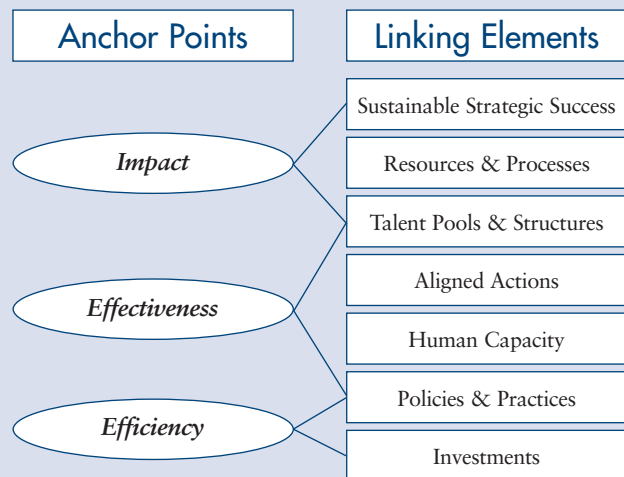 Anchor Points
Linking Elements
Sustainable Strategic Success
Impact
Resources & Processes
Talent Pools & Structures
Aligned Actions
Effectiveness
Human Capacity
Policies & Practices
Efficiency
Investments